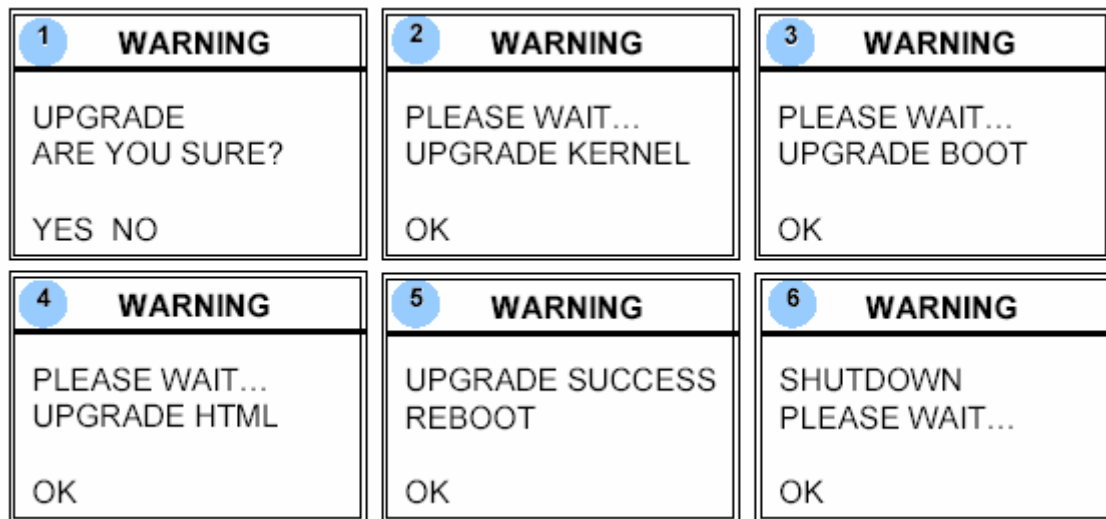 1 WARNING
UPGRADE
ARE YOU SURE?
YES NO
2 WARNING
PLEASE WAIT...
UPGRADE KERNEL
OK
3 WARNING
PLEASE WAIT...
UPGRADE BOOT
OK
4 WARNING
PLEASE WAIT...
UPGRADE HTML
OK
5 WARNING
UPGRADE SUCCESS
REBOOT
OK
6 WARNING
SHUTDOWN
PLEASE WAIT...
OK